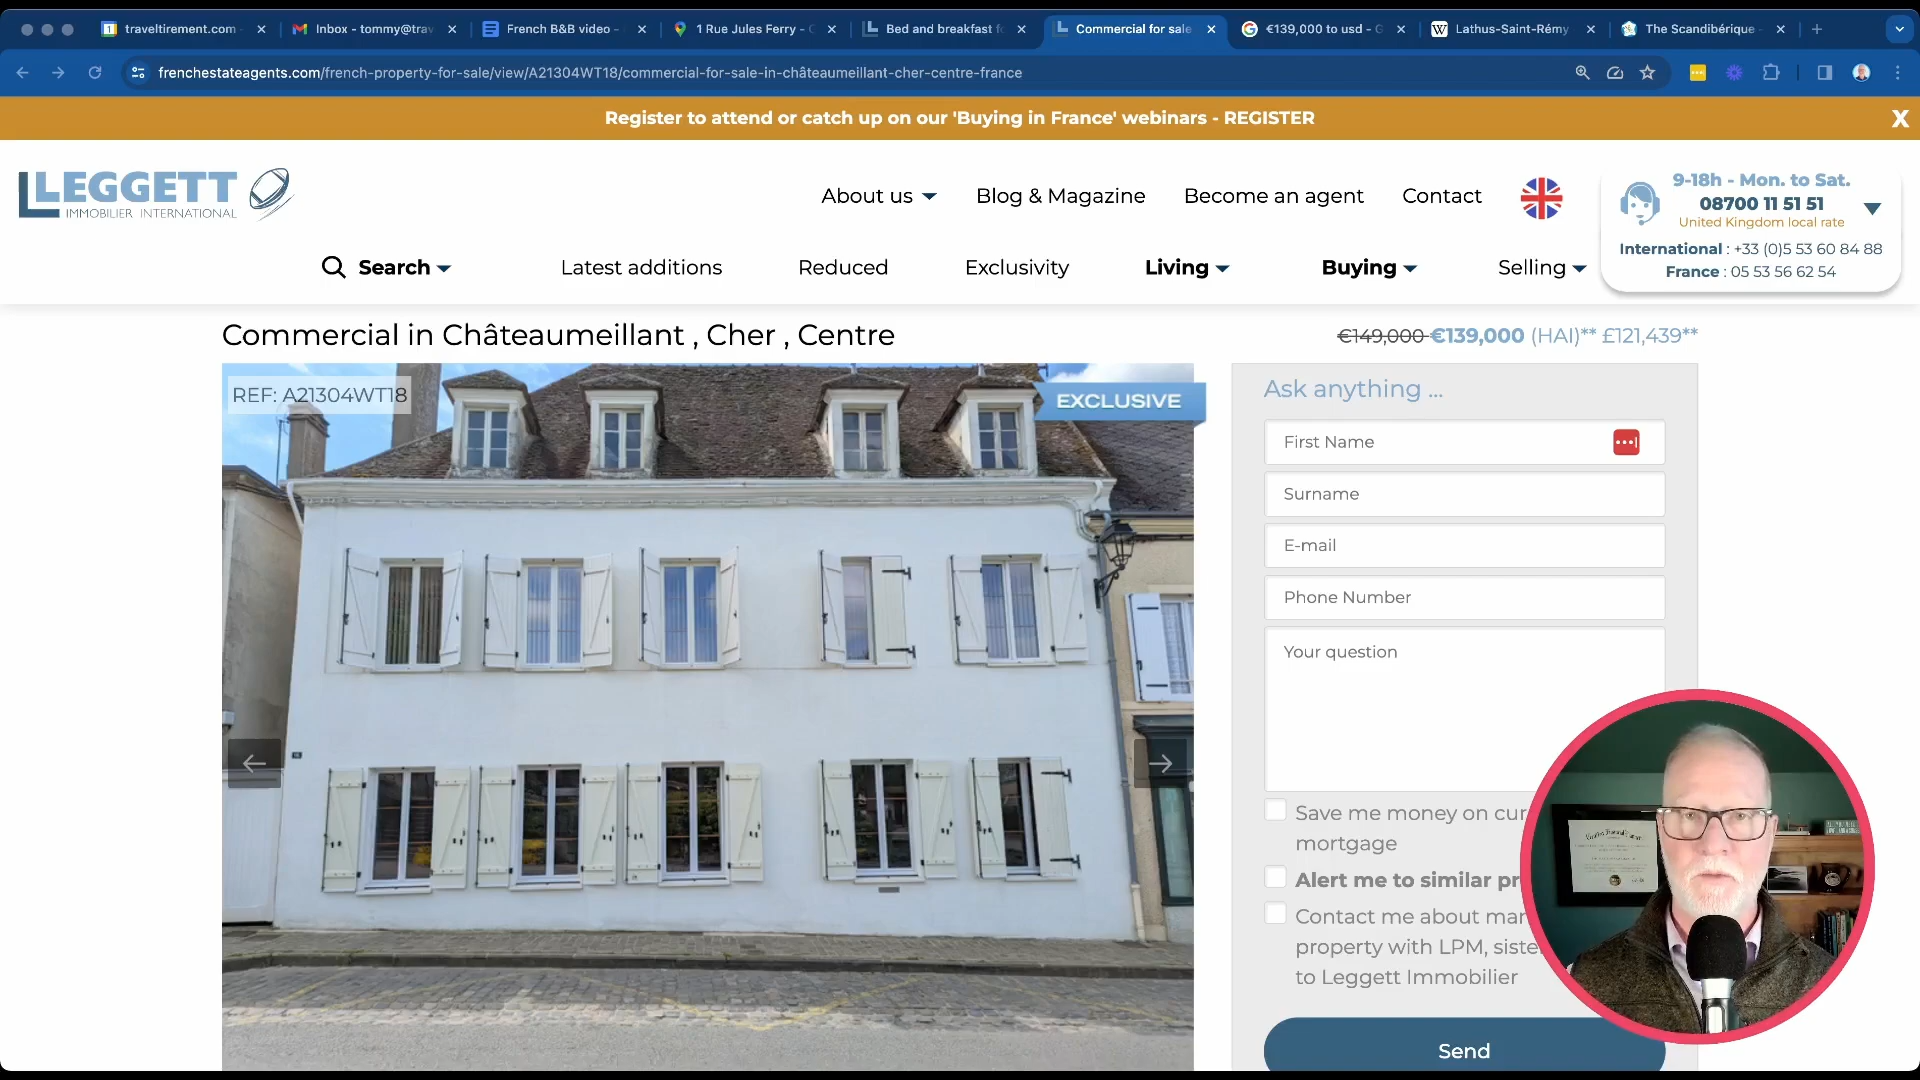 traveltirement.com
Inbox - tommy@trav
French B&B video -
1 Rue Jules Ferry -
Bed and breakfast fo
Commercial for sale
€139,000 to usd - G
Lathus-Saint-Rémy
The Scandibérique -
frenchestateagents.com/french-property-for-sale/view/A21304WT18/commercial-for-sale-in-châteaumeillant-cher-centre-france
Register to attend or catch up on our 'Buying in France' webinars - REGISTER
X
LEGGETT
IMMOBILIER INTERNATIONAL
About us
Blog & Magazine
Become an agent
Contact
9-18h - Mon. to Sat.
08700 11 51 51
United Kingdom local rate
International : +33 (0)5 53 60 84 88
France : 05 53 56 62 54
Search
Latest additions
Reduced
Exclusivity
Living
Buying
Selling
Commercial in Châteaumeillant , Cher , Centre
€149,000 €139,000 (HAI)** £121,439**
REF: A21304WT18
EXCLUSIVE
Ask anything ...
First Name
Surname
E-mail
Phone Number
Your question
Save me money on cur
mortgage
Alert me to similar pr
Contact me about mar
property with LPM, siste
to Leggett Immobilier
Send